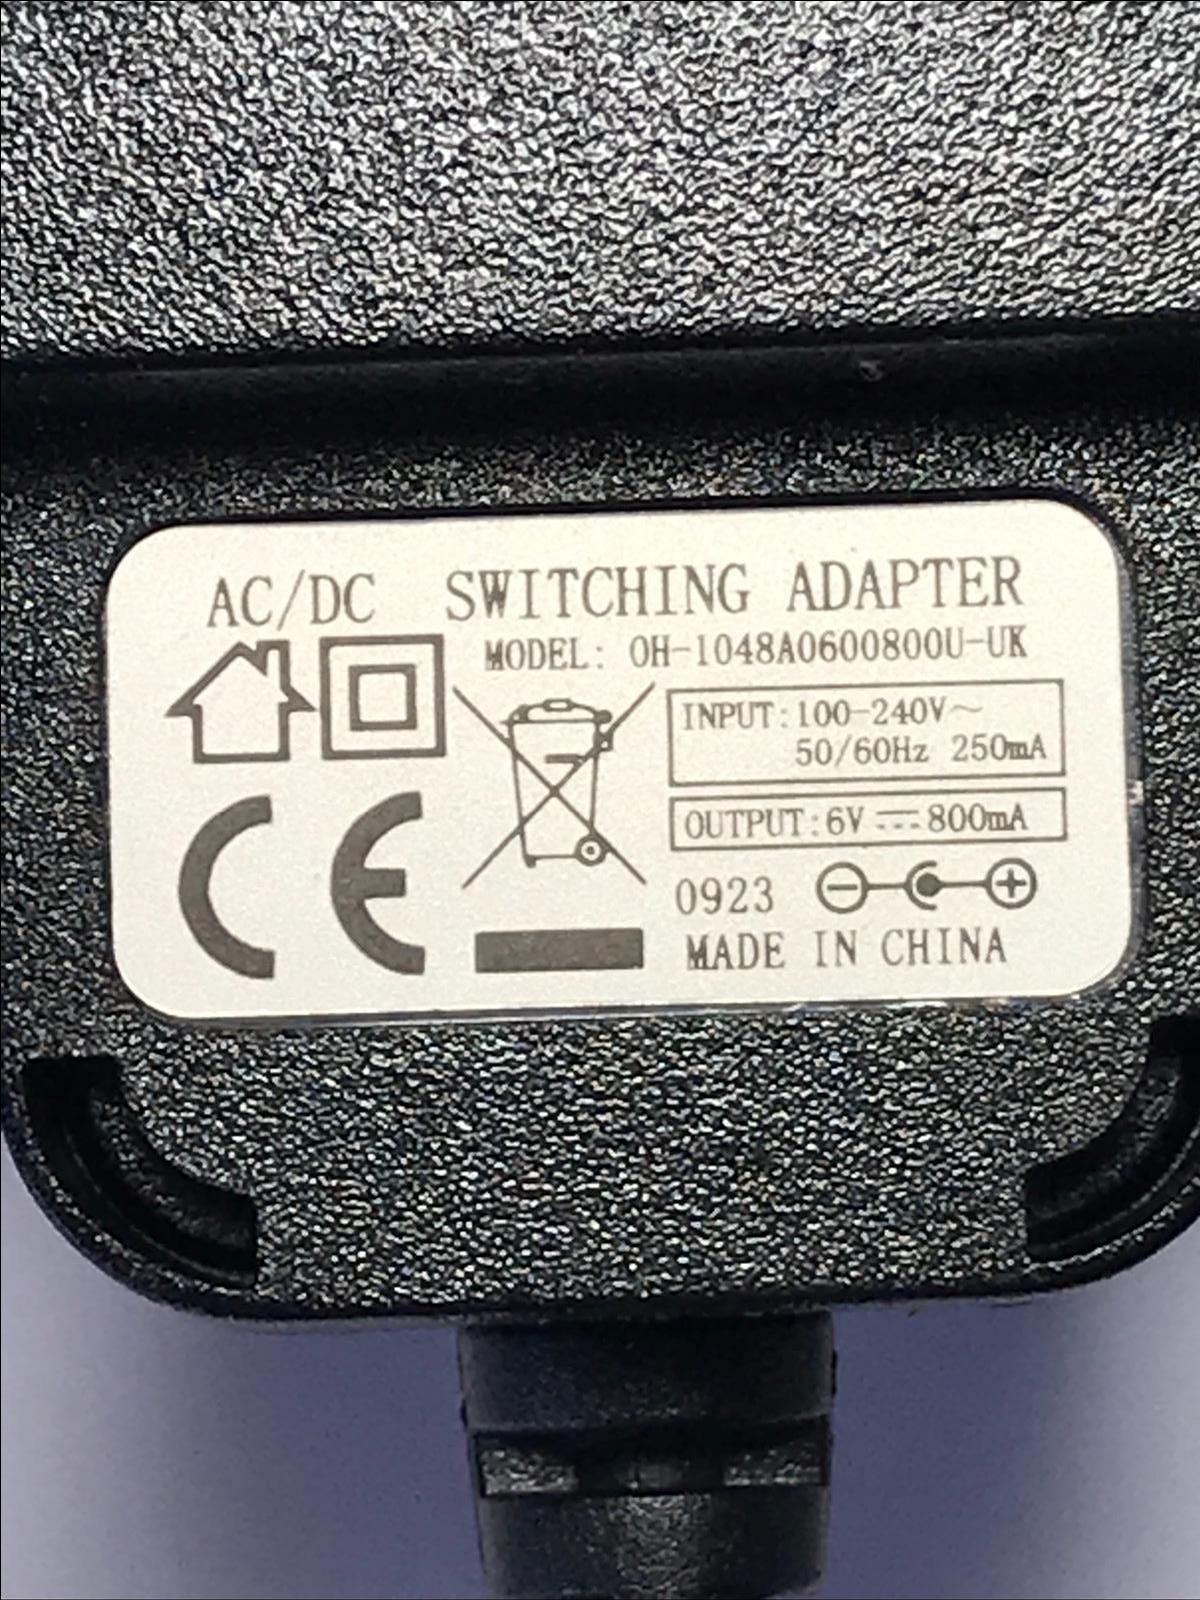 AC/DC SWITCHING ADAPTER
MODEL: OH-1048A0600800U-UK
INPUT: 100-240V~
50/60Hz 250mA
OUTPUT: 6V ⎓ 800mA
0923
MADE IN CHINA
CE